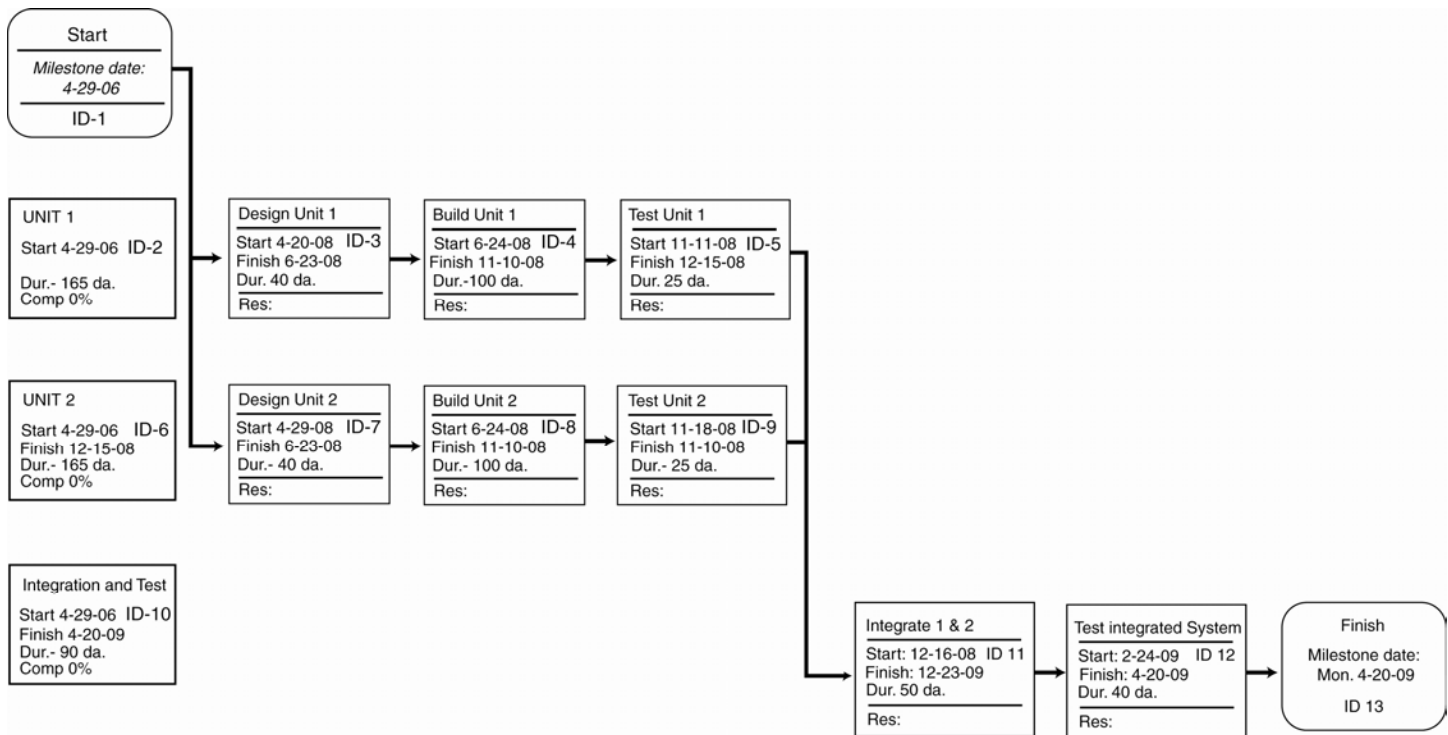 Start
Milestone date:
4-29-06
ID-1
UNIT 1
Start 4-29-06 ID-2
Dur.- 165 da.
Comp 0%
Design Unit 1
Start 4-20-08 ID-3
Finish 6-23-08
Dur. 40 da.
Res:
Build Unit 1
Start 6-24-08 ID-4
Finish 11-10-08
Dur.-100 da.
Res:
Test Unit 1
Start 11-11-08 ID-5
Finish 12-15-08
Dur. 25 da.
Res:
UNIT 2
Start 4-29-06 ID-6
Finish 12-15-08
Dur.- 165 da.
Comp 0%
Design Unit 2
Start 4-29-08 ID-7
Finish 6-23-08
Dur.- 40 da.
Res:
Build Unit 2
Start 6-24-08 ID-8
Finish 11-10-08
Dur.- 100 da.
Res:
Test Unit 2
Start 11-18-08 ID-9
Finish 11-10-08
Dur.- 25 da.
Res:
Integration and Test
Start 4-29-06 ID-10
Finish 4-20-09
Dur.- 90 da.
Comp 0%
Integrate 1 & 2
Start: 12-16-08 ID 11
Finish: 12-23-09
Dur. 50 da.
Res:
Test integrated System
Start: 2-24-09 ID 12
Finish: 4-20-09
Dur. 40 da.
Res:
Finish
Milestone date:
Mon. 4-20-09
ID 13